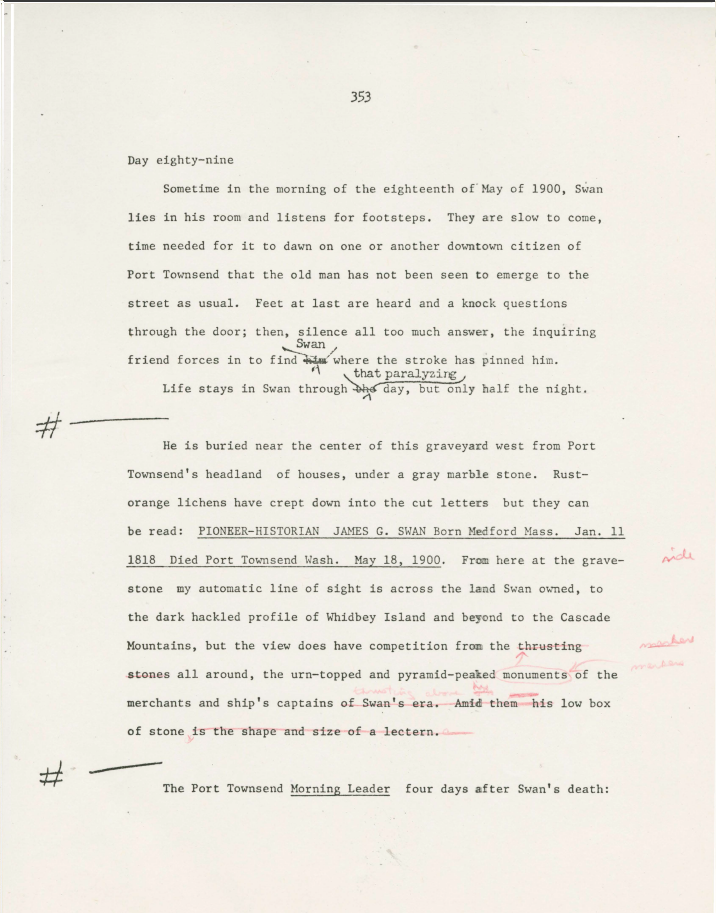 353
Day eighty-nine
Sometime in the morning of the eighteenth of May of 1900, Swan
lies in his room and listens for footsteps. They are slow to come,
time needed for it to dawn on one or another downtown citizen of
Port Townsend that the old man has not been seen to emerge to the
street as usual. Feet at last are heard and a knock questions
through the door; then, silence all too much answer, the inquiring
Swan
friend forces in to find him where the stroke has pinned him.
that paralyzing
Life stays in Swan through the day, but only half the night.
#
He is buried near the center of this graveyard west from Port
Townsend's headland of houses, under a gray marble stone. Rust-
orange lichens have crept down into the cut letters but they can
be read: PIONEER-HISTORIAN JAMES G. SWAN Born Medford Mass. Jan. 11
1818 Died Port Townsend Wash. May 18, 1900. From here at the grave-
stone my automatic line of sight is across the land Swan owned, to
the dark hackled profile of Whidbey Island and beyond to the Cascade
Mountains, but the view does have competition from the thrusting
markers
stones all around, the urn-topped and pyramid-peaked monuments of the
thrusting above by
merchants and ship's captains of Swan's era. Amid them his low box
of stone is the shape and size of a lectern.
#
The Port Townsend Morning Leader four days after Swan's death: